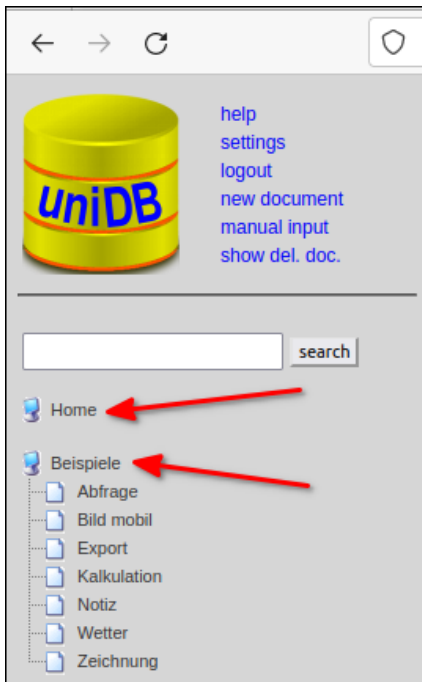 uniDB
help
settings
logout
new document
manual input
show del. doc.
search
Home
Beispiele
Abfrage
Bild mobil
Export
Kalkulation
Notiz
Wetter
Zeichnung